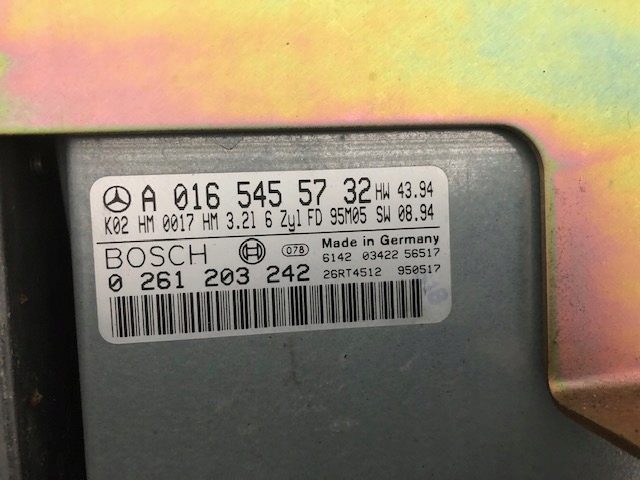 A 016 545 57 32 HW 43.94
K02 HM 0017 HM 3.2l 6 Zyl FD 95M05 SW 08.94
BOSCH 078 Made in Germany
6142 03422 56517
0 261 203 242 26RT4512 950517